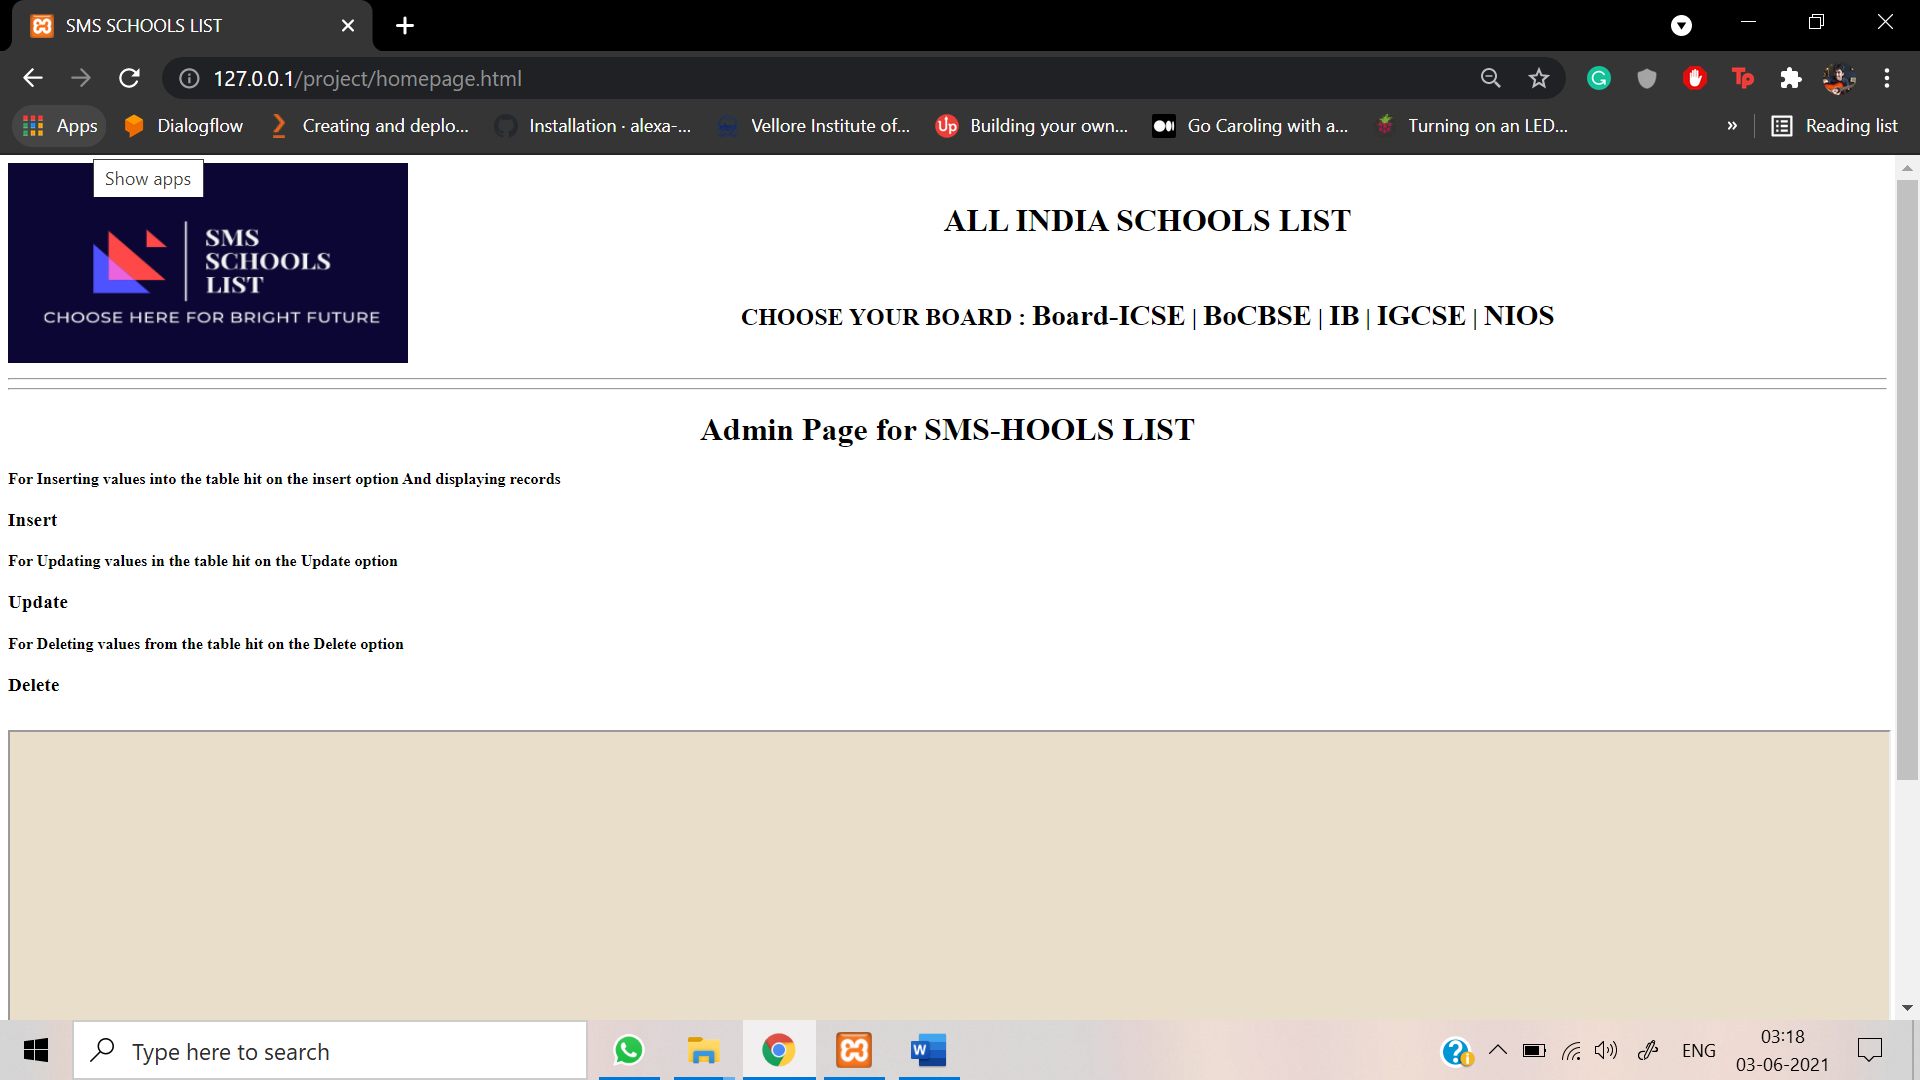 SMS SCHOOLS LIST
127.0.0.1/project/homepage.html
Apps
Dialogflow
Creating and deplo...
Installation · alexa-...
Vellore Institute of...
Building your own...
Go Caroling with a...
Turning on an LED...
»
Reading list
Show apps
SMS
SCHOOLS
LIST
CHOOSE HERE FOR BRIGHT FUTURE
ALL INDIA SCHOOLS LIST
CHOOSE YOUR BOARD : Board-ICSE | BoCBSE | IB | IGCSE | NIOS
Admin Page for SMS-HOOLS LIST
For Inserting values into the table hit on the insert option And displaying records
Insert
For Updating values in the table hit on the Update option
Update
For Deleting values from the table hit on the Delete option
Delete
Type here to search
ENG
03:18
03-06-2021